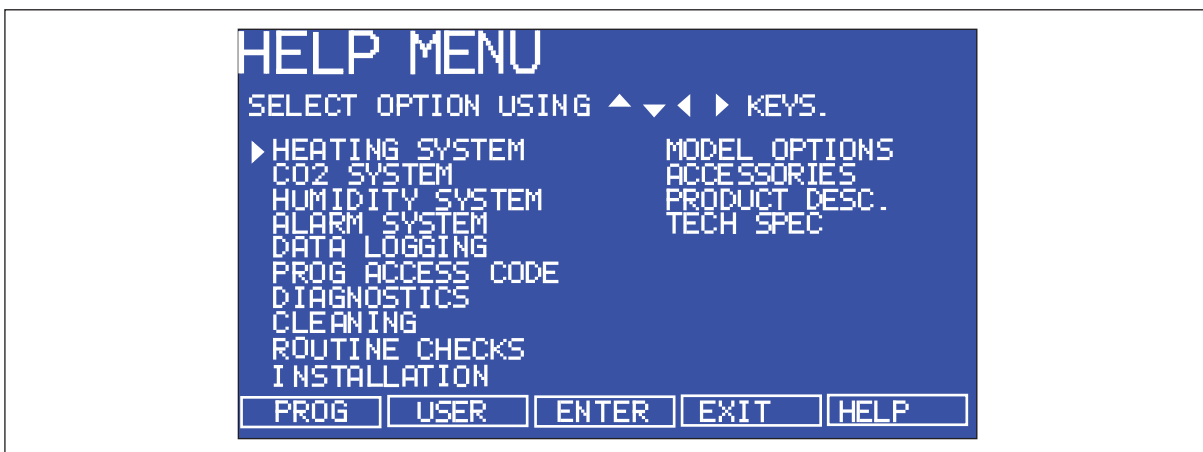 HELP MENU
SELECT OPTION USING ▲ ▼ ◀ ▶ KEYS.
▶ HEATING SYSTEM
CO2 SYSTEM
HUMIDITY SYSTEM
ALARM SYSTEM
DATA LOGGING
PROG ACCESS CODE
DIAGNOSTICS
CLEANING
ROUTINE CHECKS
INSTALLATION
MODEL OPTIONS
ACCESSORIES
PRODUCT DESC.
TECH SPEC
PROG USER ENTER EXIT HELP